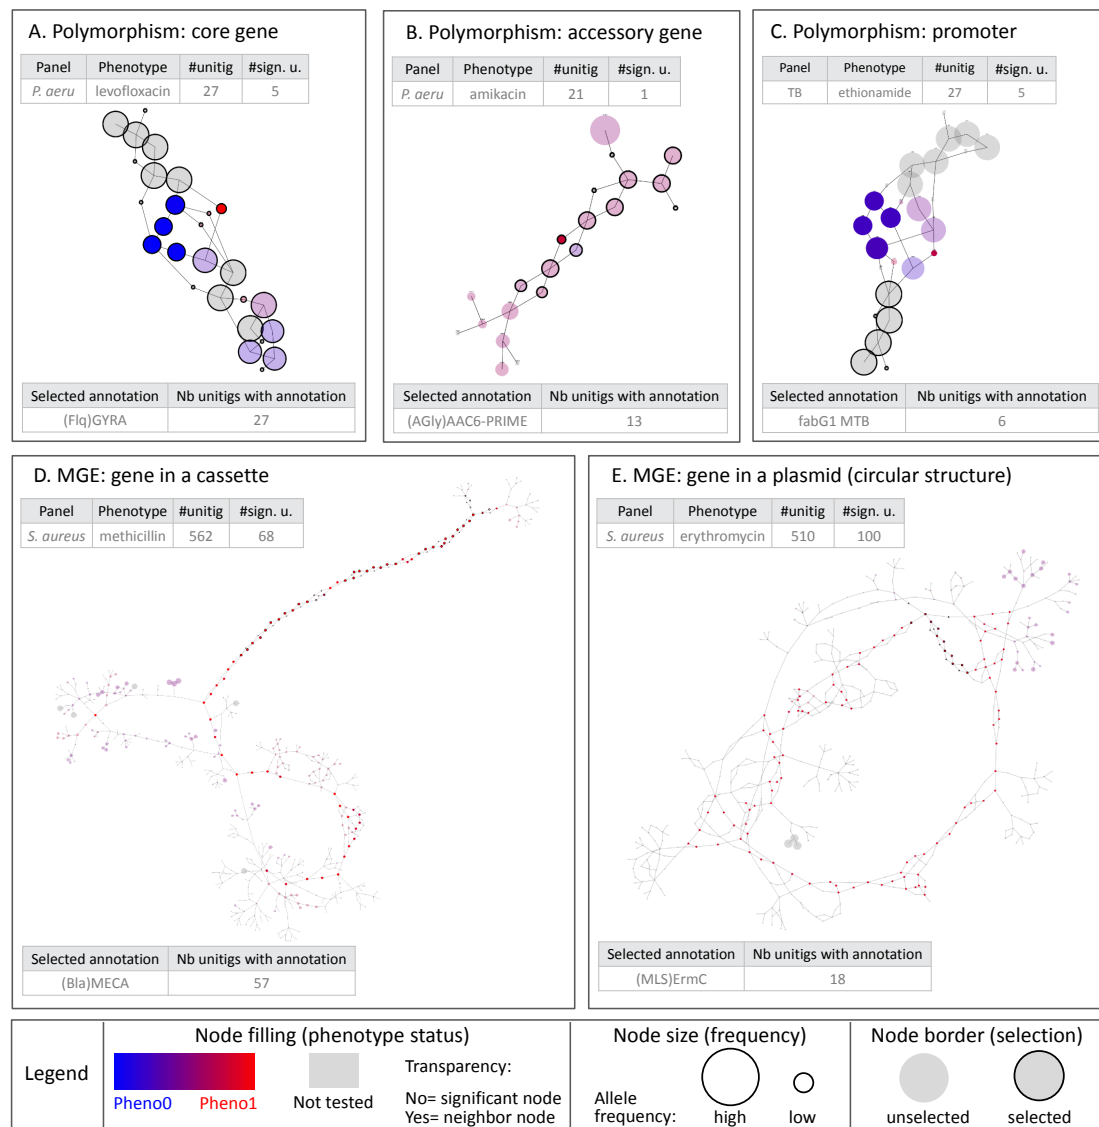 A. Polymorphism: core gene
Panel Phenotype #unitig #sign. u.
P. aeru levofloxacin 27 5
Selected annotation Nb unitigs with annotation
(Flq)GYRA 27
B. Polymorphism: accessory gene
Panel Phenotype #unitig #sign. u.
P. aeru amikacin 21 1
Selected annotation Nb unitigs with annotation
(AGly)AAC6-PRIME 13
C. Polymorphism: promoter
Panel Phenotype #unitig #sign. u.
TB ethionamide 27 5
Selected annotation Nb unitigs with annotation
fabG1 MTB 6
D. MGE: gene in a cassette
Panel Phenotype #unitig #sign. u.
S. aureus methicillin 562 68
Selected annotation Nb unitigs with annotation
(Bla)MECA 57
E. MGE: gene in a plasmid (circular structure)
Panel Phenotype #unitig #sign. u.
S. aureus erythromycin 510 100
Selected annotation Nb unitigs with annotation
(MLS)ErmC 18
Legend
Node filling (phenotype status)
Pheno0 Pheno1
Not tested
Transparency:
No= significant node
Yes= neighbor node
Node size (frequency)
Allele
frequency: high low
Node border (selection)
unselected selected